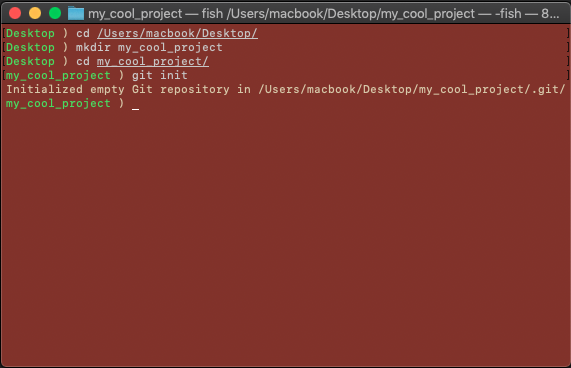 my_cool_project — fish /Users/macbook/Desktop/my_cool_project — -fish — 8...
[Desktop ) cd /Users/macbook/Desktop/ ]
[Desktop ) mkdir my_cool_project ]
[Desktop ) cd my_cool_project/ ]
[my_cool_project ) git init ]
Initialized empty Git repository in /Users/macbook/Desktop/my_cool_project/.git/
my_cool_project ) _